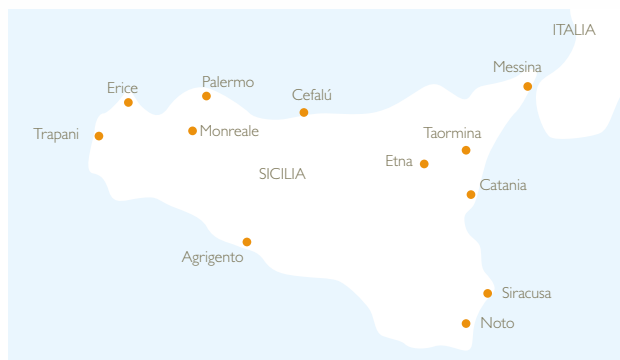 ITALIA
Messina
Palermo
Erice
Cefalú
Trapani
Monreale
Taormina
Etna
SICILIA
Catania
Agrigento
Siracusa
Noto